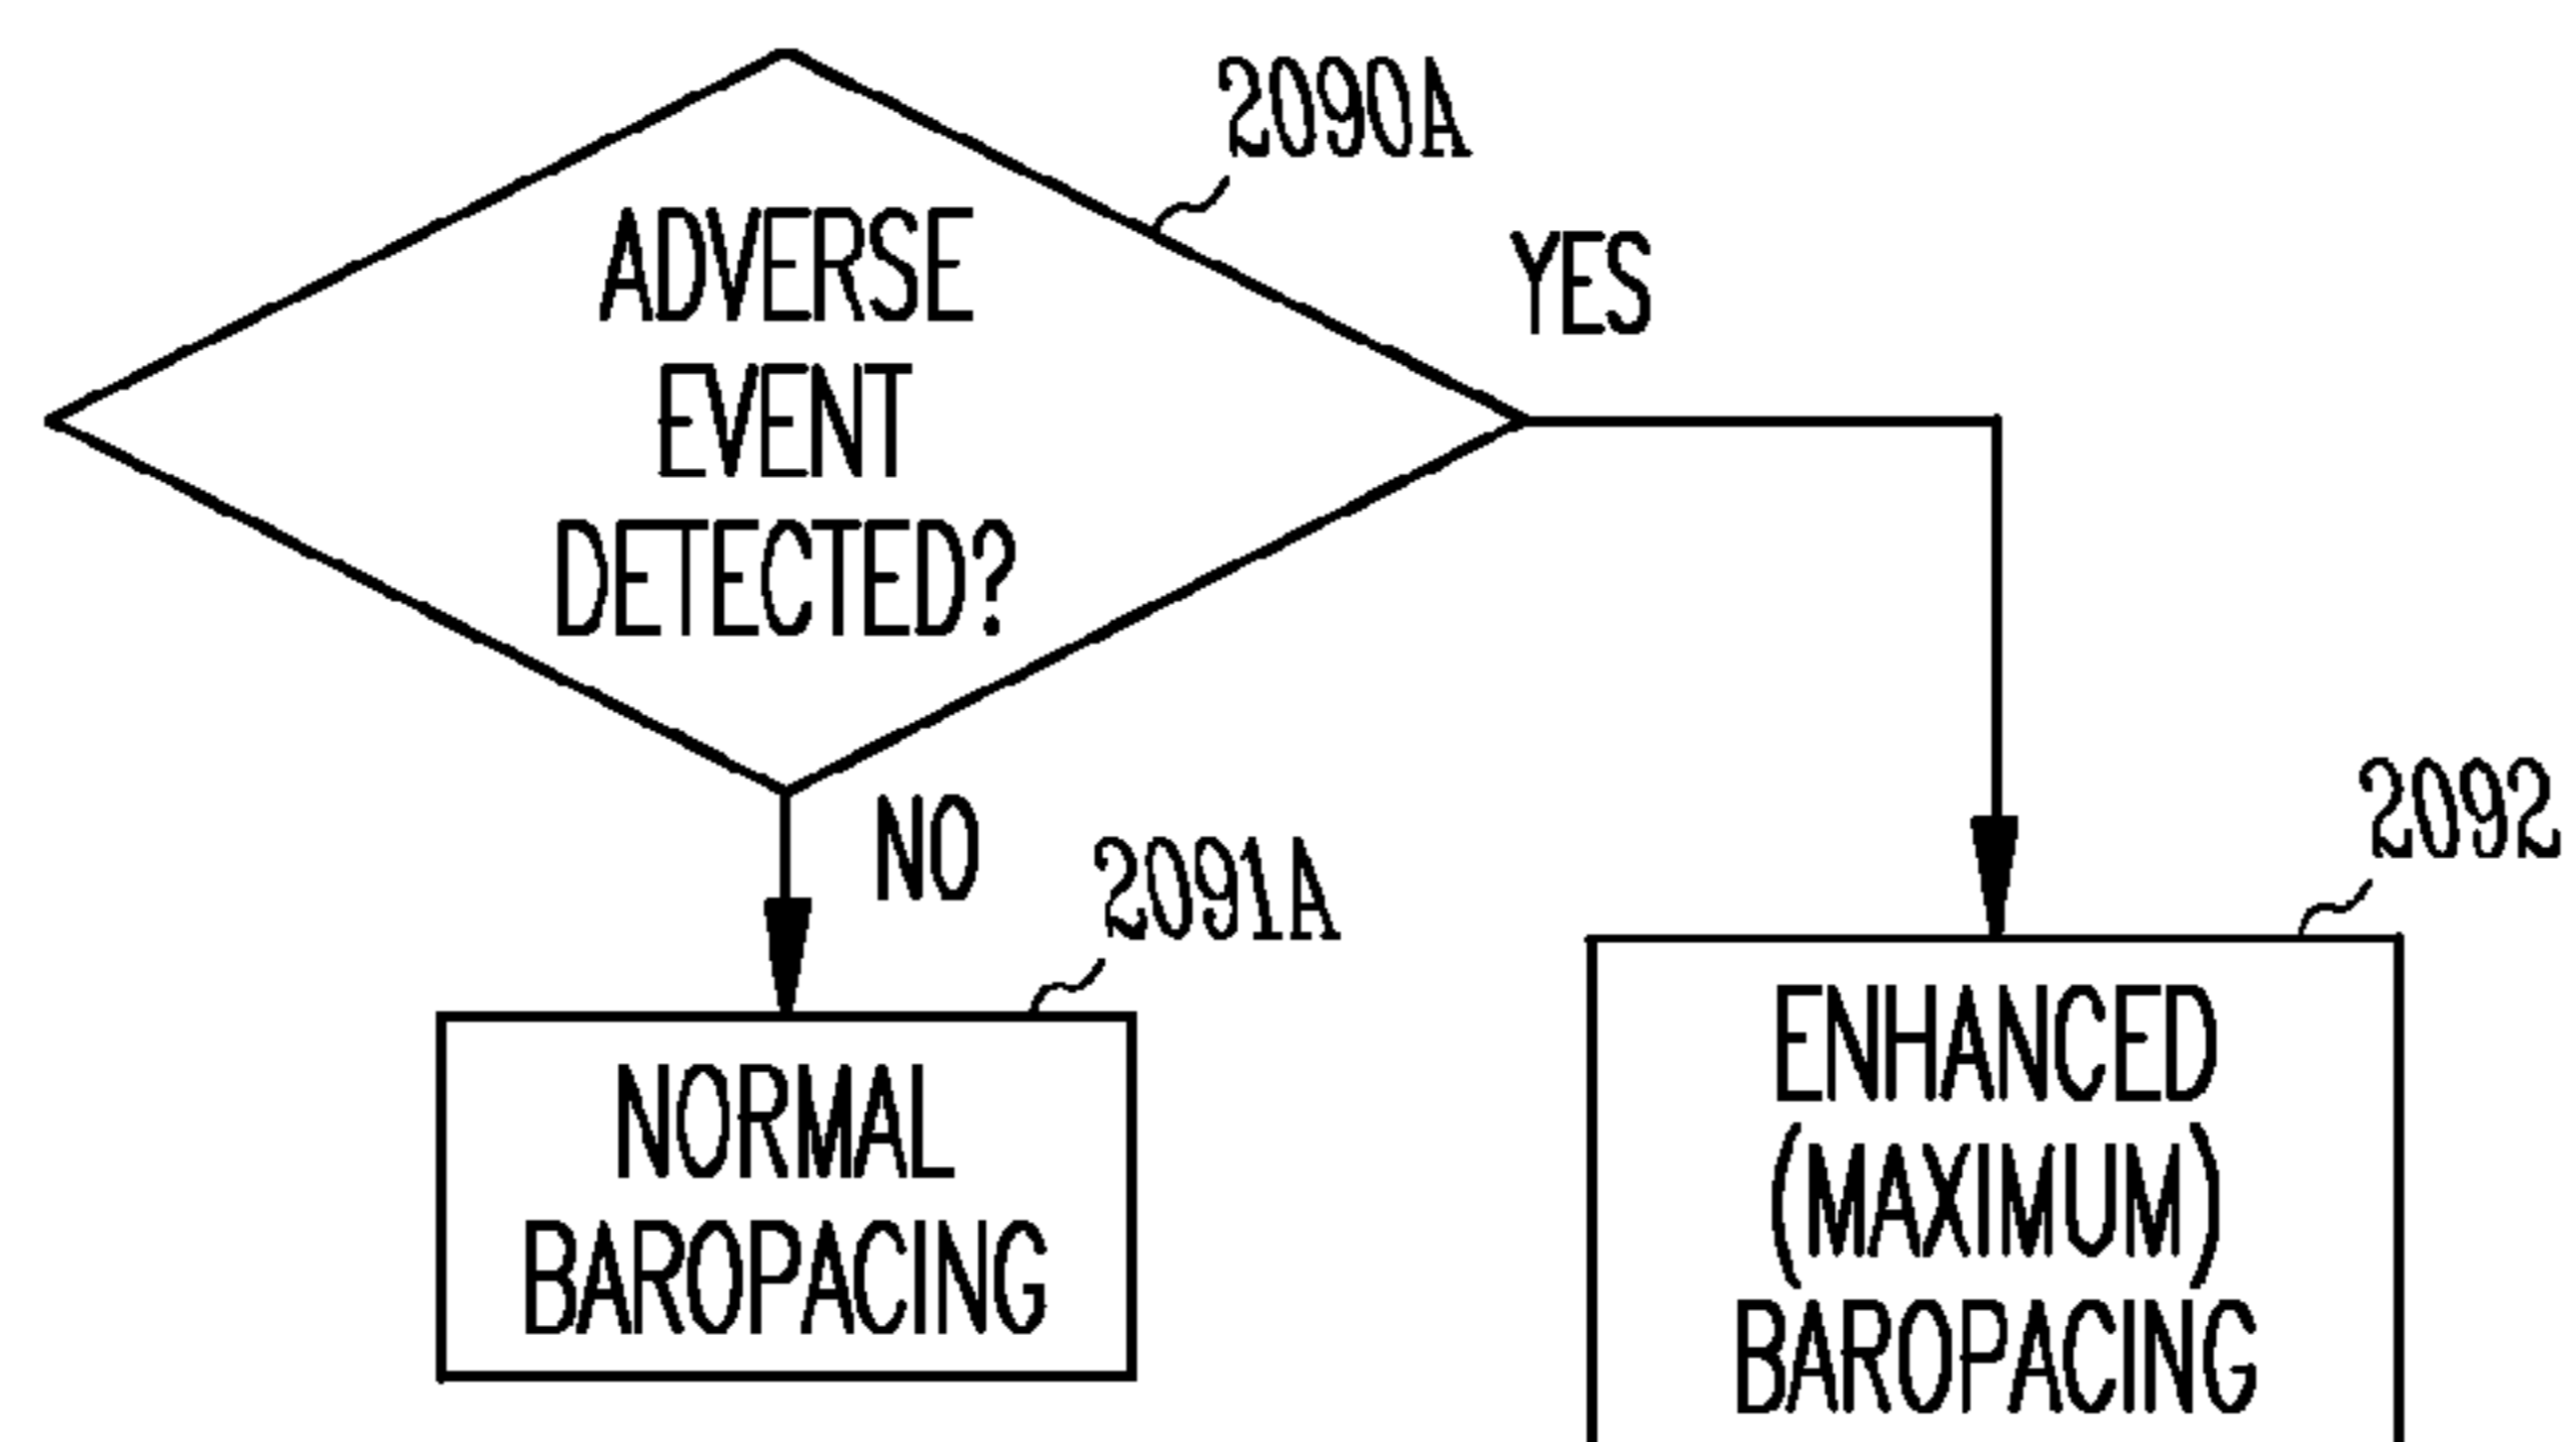 2090A
ADVERSE
EVENT
DETECTED?
YES
NO
2091A
NORMAL
BAROPACING
2092
ENHANCED
(MAXIMUM)
BAROPACING